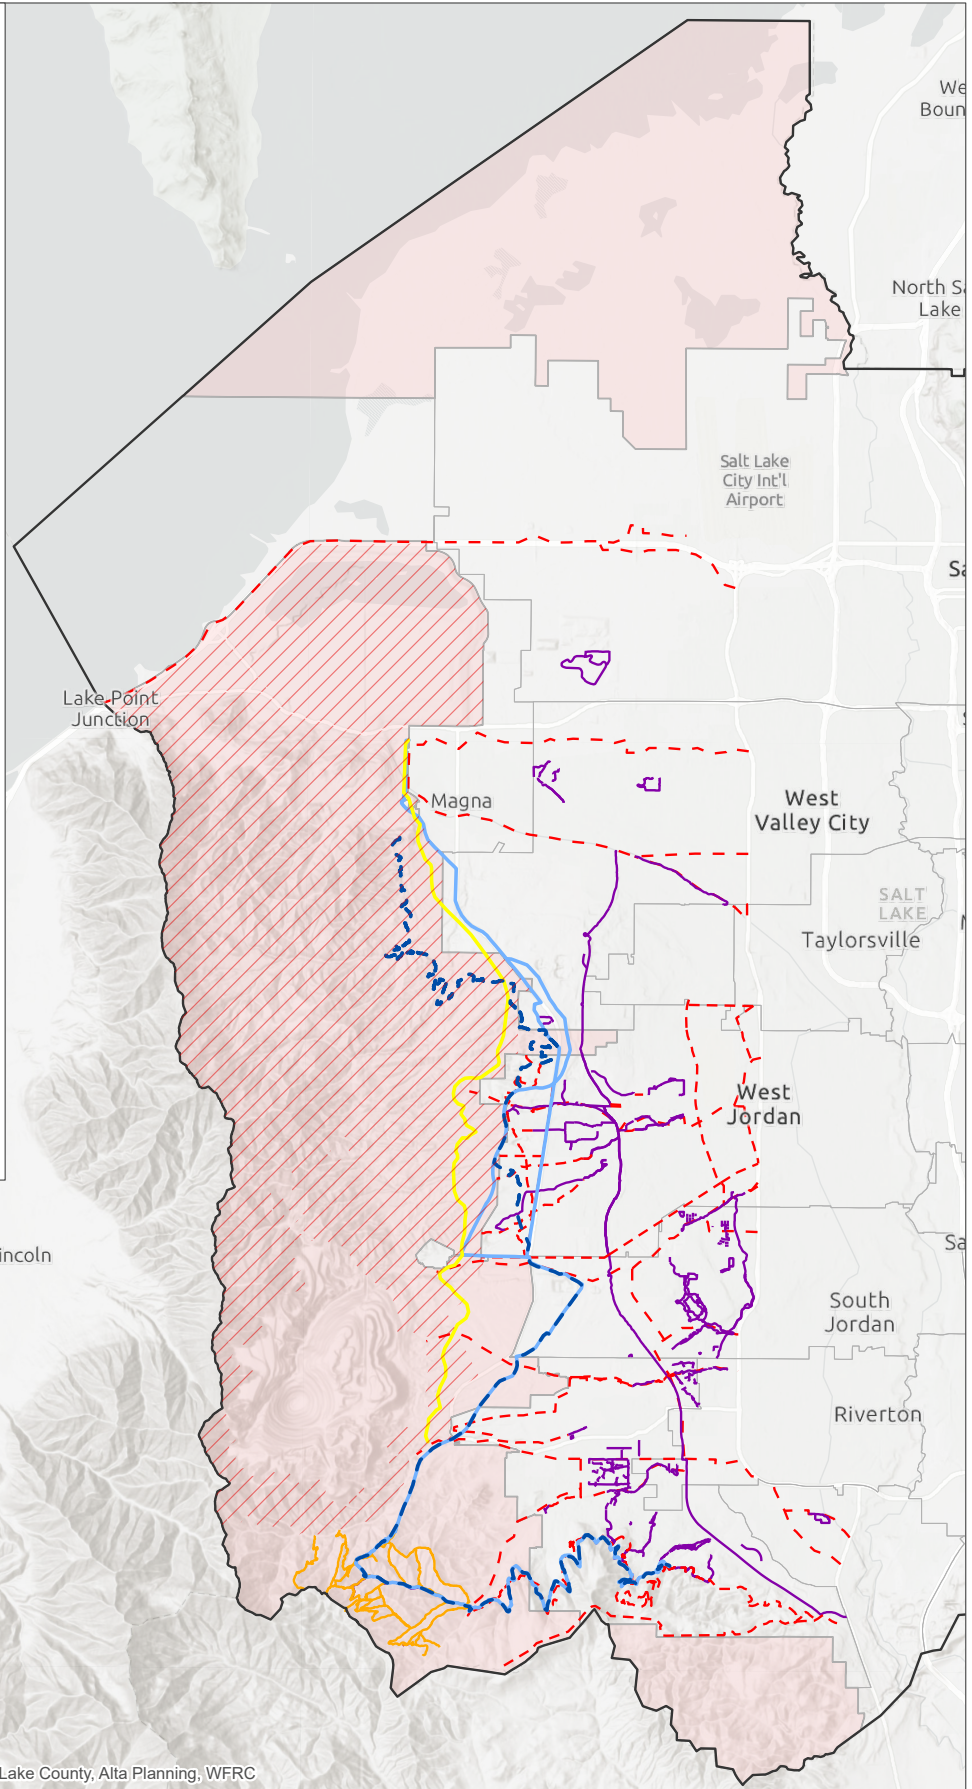 We
Boun
North Sa
Lake
Salt Lake
City Int'l
Airport
Sa
Lake Point
Junction
S
Magna
West
Valley City
SALT
LAKE
M
Taylorsville
West
Jordan
incoln
Sa
South
Jordan
Riverton
Lake County, Alta Planning, WFRC